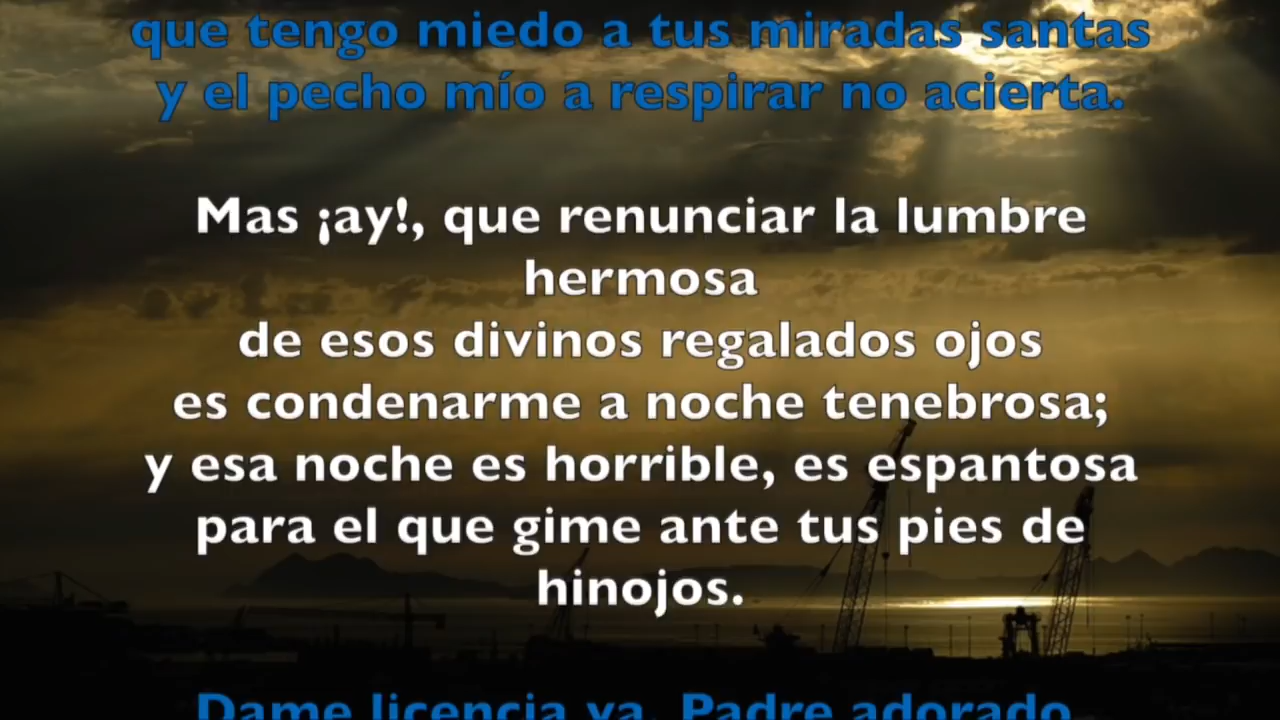 que tengo miedo a tus miradas santas
y el pecho mío a respirar no acierta.
Mas ¡ay!, que renunciar la lumbre
hermosa
de esos divinos regalados ojos
es condenarme a noche tenebrosa;
y esa noche es horrible, es espantosa
para el que gime ante tus pies de
hinojos.
Dame licencia ya, Padre adorado,